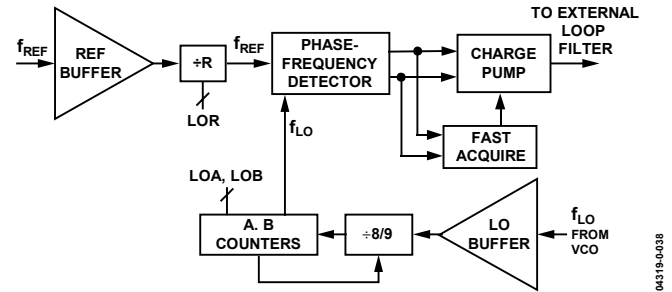 fREF
REF
BUFFER
÷R
LOR
fREF
PHASE-
FREQUENCY
DETECTOR
CHARGE
PUMP
TO EXTERNAL
LOOP
FILTER
FAST
ACQUIRE
fLO
LOA, LOB
A. B
COUNTERS
÷8/9
LO
BUFFER
fLO
FROM
VCO
04319-0-038